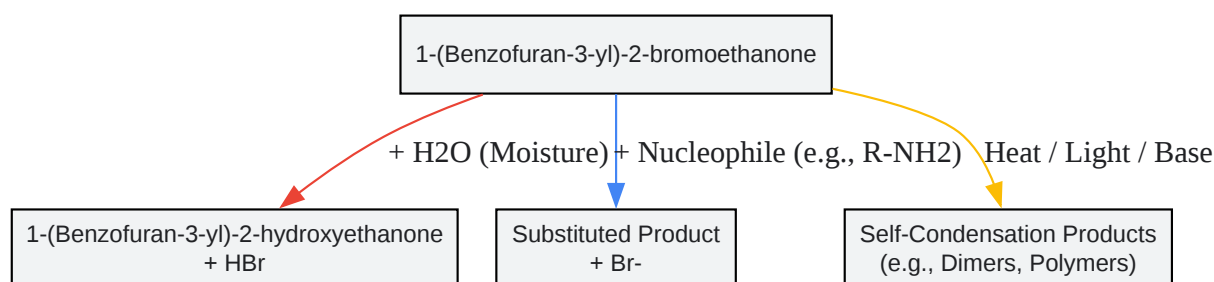 1-(Benzofuran-3-yl)-2-bromoethanone
+ H2O (Moisture)
+ Nucleophile (e.g., R-NH2)
Heat / Light / Base
1-(Benzofuran-3-yl)-2-hydroxyethanone
+ HBr
Substituted Product
+ Br-
Self-Condensation Products
(e.g., Dimers, Polymers)